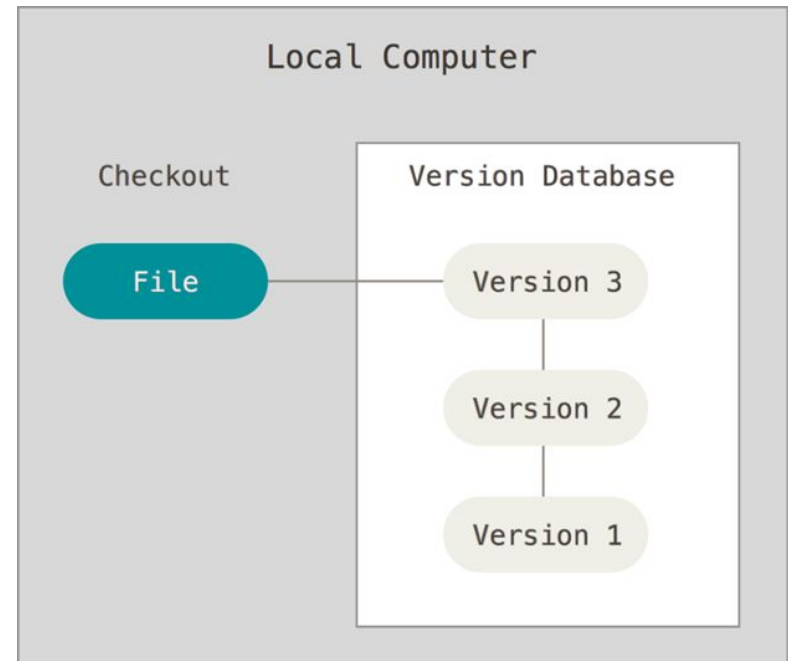 Local Computer
Checkout
Version Database
File
Version 3
Version 2
Version 1